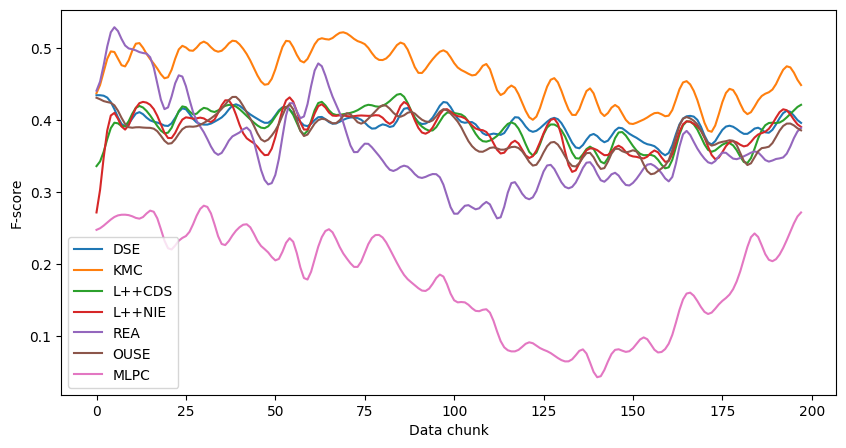 0.5
0.4
0.3
0.2
0.1
F-score
DSE
KMC
L++CDS
L++NIE
REA
OUSE
MLPC
0 25 50 75 100 125 150 175 200
Data chunk